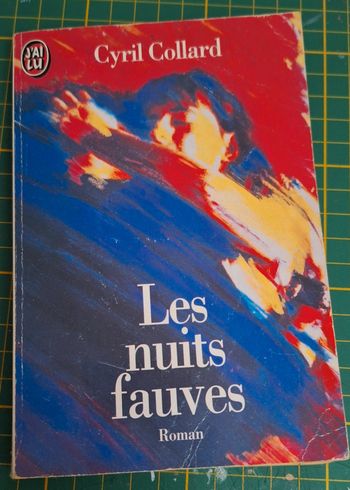 J'AI
LU
Cyril Collard
Les
nuits
fauves
Roman